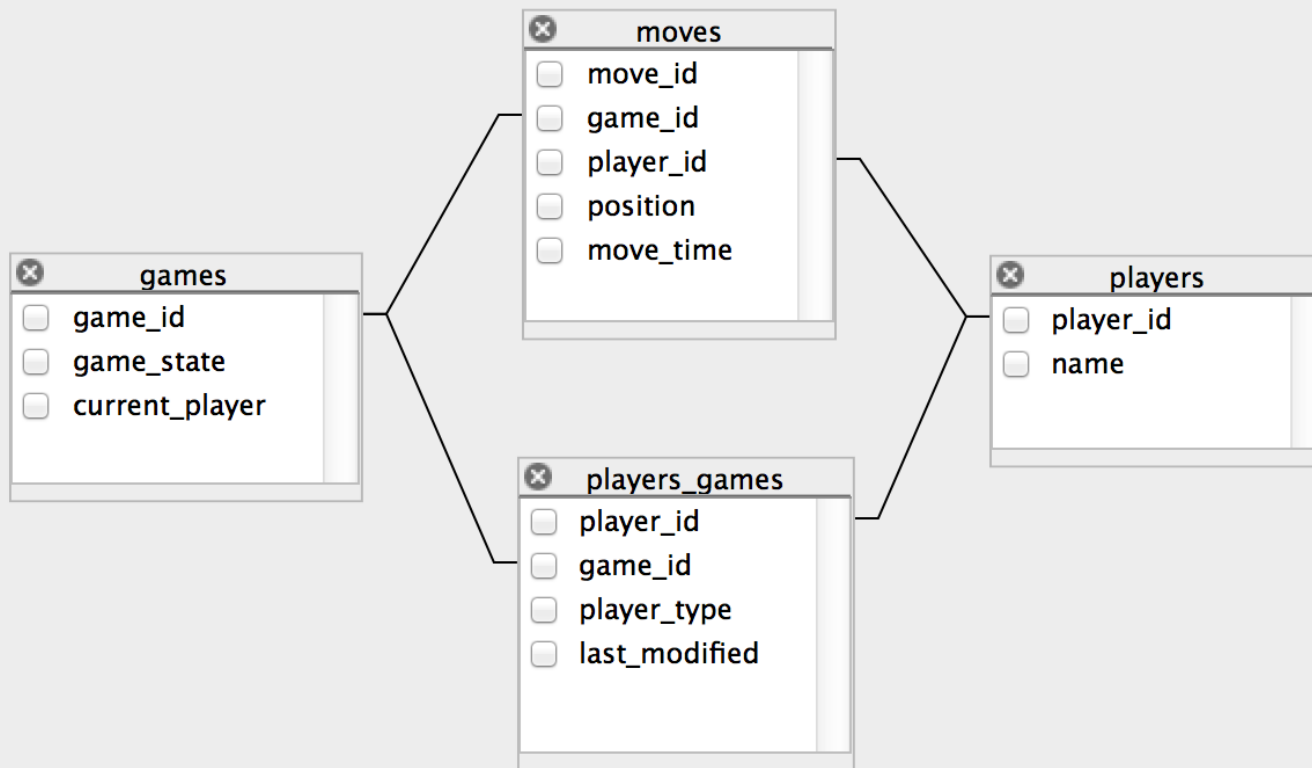 moves
move_id
game_id
player_id
position
move_time
games
game_id
game_state
current_player
players
player_id
name
players_games
player_id
game_id
player_type
last_modified